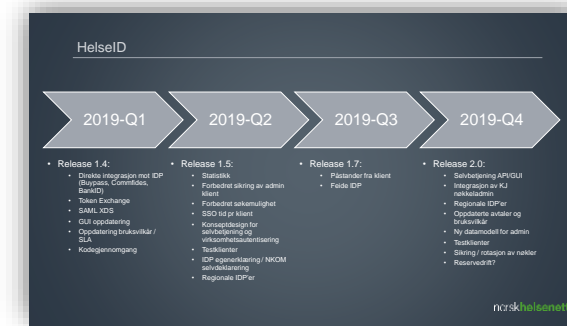 HelseID
2019-Q1
2019-Q2
2019-Q3
2019-Q4
• Release 1.4:
• Direkte integrasjon mot IDP
(Buypass, Commfides,
BankID)
• Token Exchange
• SAML XDS
• GUI oppdatering
• Oppdatering bruksvilkår /
SLA
• Kodegjennomgang
• Release 1.5:
• Statistikk
• Forbedret sikring av admin
klient
• Forbedret søkemulighet
• SSO tid pr klient
• Konseptdesign for
selvbetjening og
virksomhetsautentisering
• Testklienter
• IDP egenerklæring / NKOM
selvdeklarering
• Regionale IDP'er
• Release 1.7:
• Påstander fra klient
• Feide IDP
• Release 2.0:
• Selvbetjening API/GUI
• Integrasjon av KJ
nøkkeladmin
• Regionale IDP'er
• Oppdaterte avtaler og
bruksvilkår
• Ny datamodell for admin
• Testklienter
• Sikring / rotasjon av nøkler
• Reservedrift?
norskhelsenett